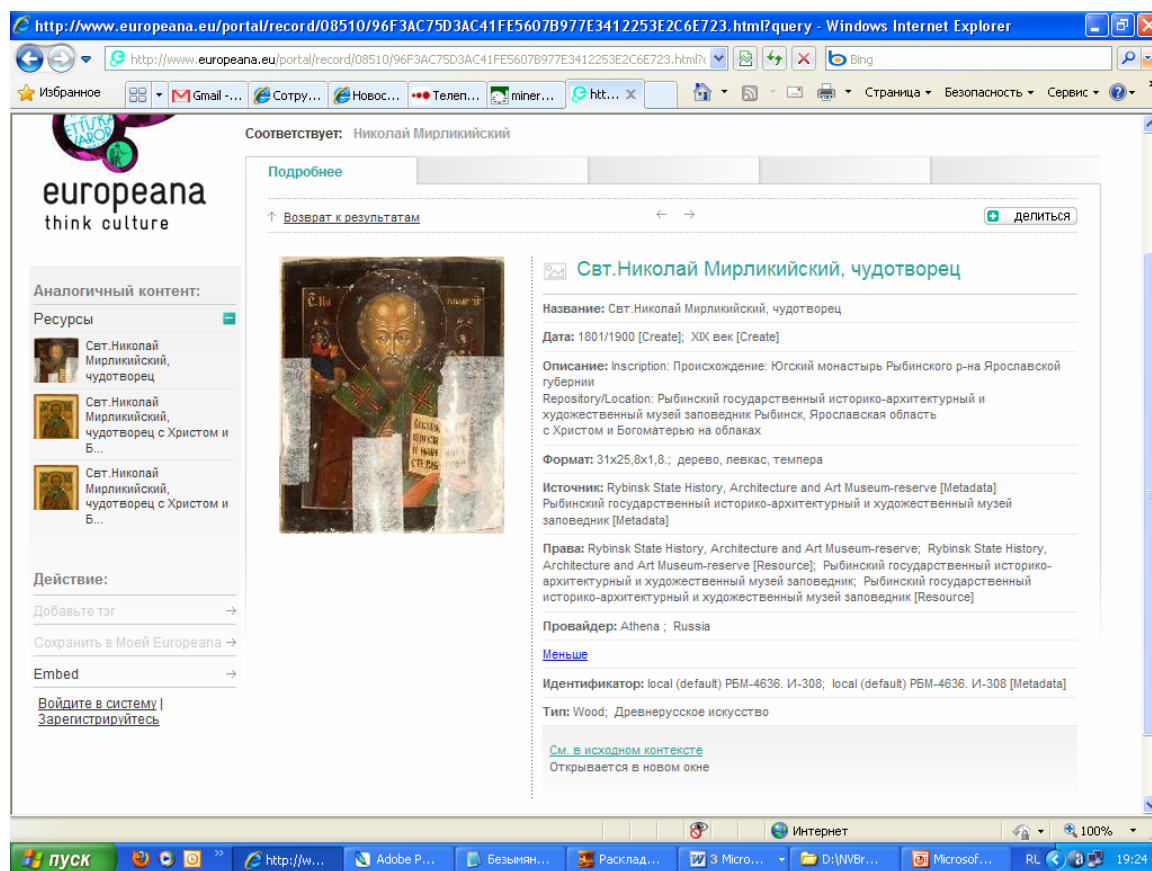 http://www.europeana.eu/portal/record/08510/96F3AC75D3AC41FE5607B977E3412253E2C6E723.html?query - Windows Internet Explorer
http://www.europeana.eu/portal/record/08510/96F3AC75D3AC41FE5607B977E3412253E2C6E723.html?
Bing
Избранное
Gmail -...
Сотру...
Новос...
Телеп...
miner...
htt...
Страница
Безопасность
Сервис
Соответствует: Николай Мирликийский
Подробнее
europeana
think culture
Возврат к результатам
делиться
Аналогичный контент:
Ресурсы
Свт.Николай
Мирликийский,
чудотворец
Свт.Николай
Мирликийский,
чудотворец с Христом и
Б...
Свт.Николай
Мирликийский,
чудотворец с Христом и
Б...
Действие:
Добавьте тэг
Сохранить в Моей Europeana
Embed
Войдите в систему |
Зарегистрируйтесь
Свт.Николай Мирликийский, чудотворец
Название: Свт.Николай Мирликийский, чудотворец
Дата: 1801/1900 [Create]; XIX век [Create]
Описание: Inscription: Происхождение: Югский монастырь Рыбинского р-на Ярославской
губернии
Repository/Location: Рыбинский государственный историко-архитектурный и
художественный музей заповедник Рыбинск, Ярославская область
с Христом и Богоматерью на облаках
Формат: 31x25,8x1,8.; дерево, левкас, темпера
Источник: Rybinsk State History, Architecture and Art Museum-reserve [Metadata]
Рыбинский государственный историко-архитектурный и художественный музей
заповедник [Metadata]
Права: Rybinsk State History, Architecture and Art Museum-reserve; Rybinsk State History,
Architecture and Art Museum-reserve [Resource]; Рыбинский государственный историко-
архитектурный и художественный музей заповедник; Рыбинский государственный
историко-архитектурный и художественный музей заповедник [Resource]
Провайдер: Athena ; Russia
Меньше
Идентификатор: local (default) РБМ-4636. И-308; local (default) РБМ-4636. И-308 [Metadata]
Тип: Wood; Древнерусское искусство
См. в исходном контексте
Открывается в новом окне
Интернет
100%
пуск
http://w...
Adobe P...
Безымян...
Расклад...
3 Micro...
D:\NVBr...
Microsof...
RL
19:24